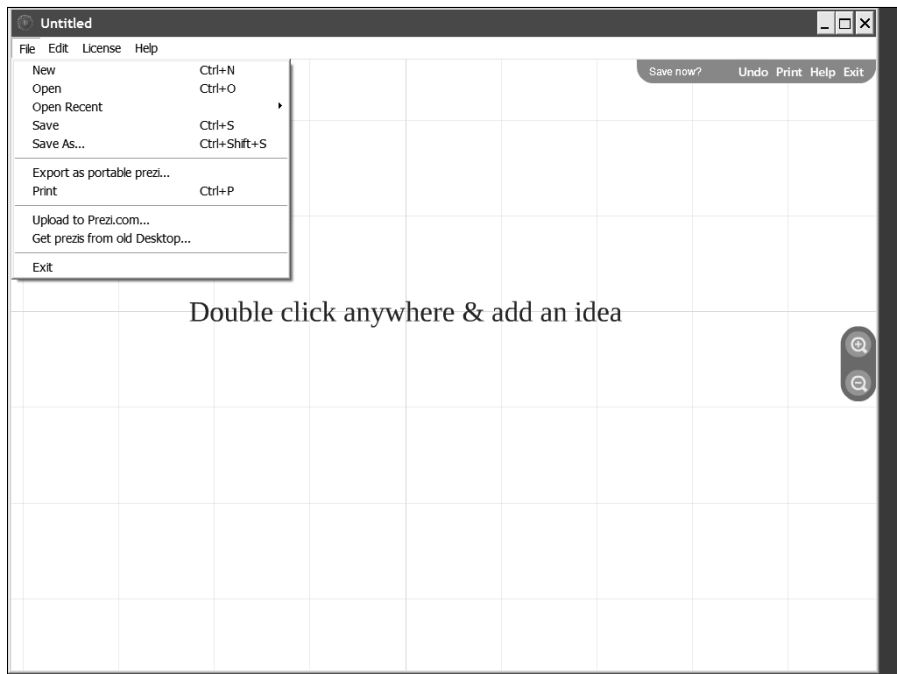 Untitled
File Edit License Help
Save now? Undo Print Help Exit
New Ctrl+N
Open Ctrl+O
Open Recent
Save Ctrl+S
Save As... Ctrl+Shift+S
Export as portable prezi...
Print Ctrl+P
Upload to Prezi.com...
Get prezis from old Desktop...
Exit
Double click anywhere & add an idea